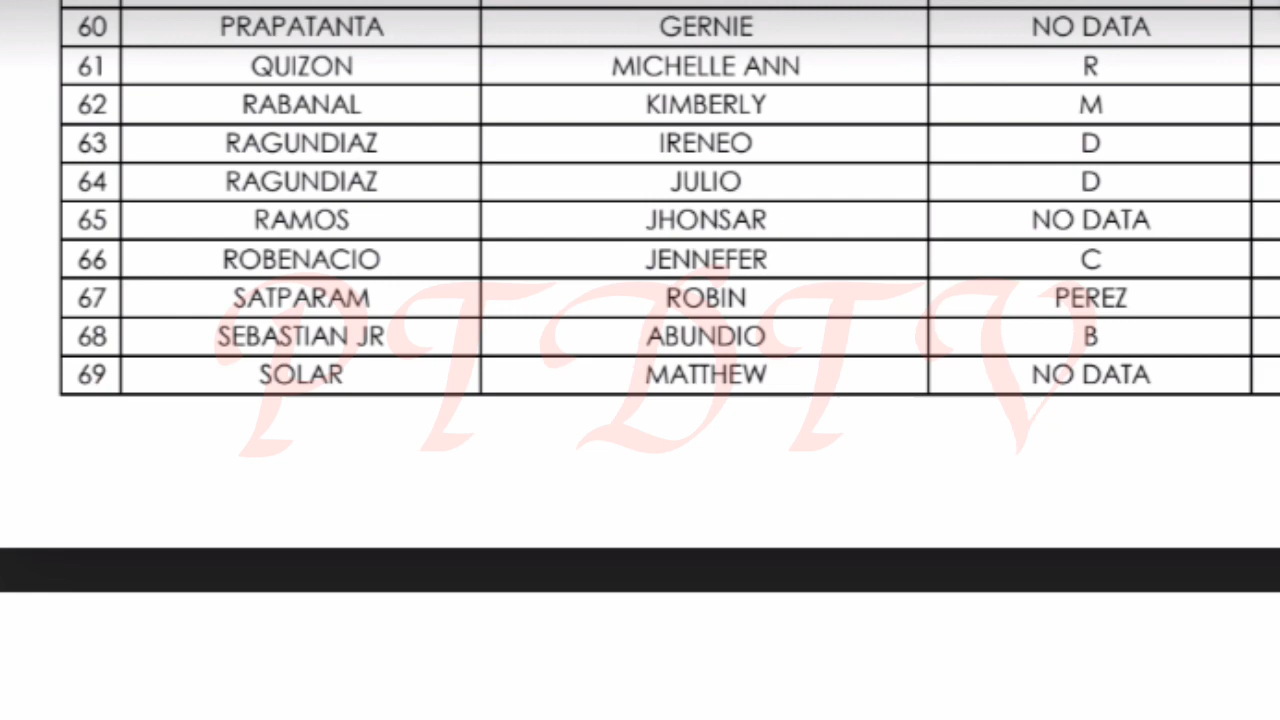 60 PRAPATANTA GERNIE NO DATA
61 QUIZON MICHELLE ANN R
62 RABANAL KIMBERLY M
63 RAGUNDIAZ IRENEO D
64 RAGUNDIAZ JULIO D
65 RAMOS JHONSAR NO DATA
66 ROBENACIO JENNEFER C
67 SATPARAM ROBIN PEREZ
68 SEBASTIAN JR ABUNDIO B
69 SOLAR MATTHEW NO DATA
PTDTV